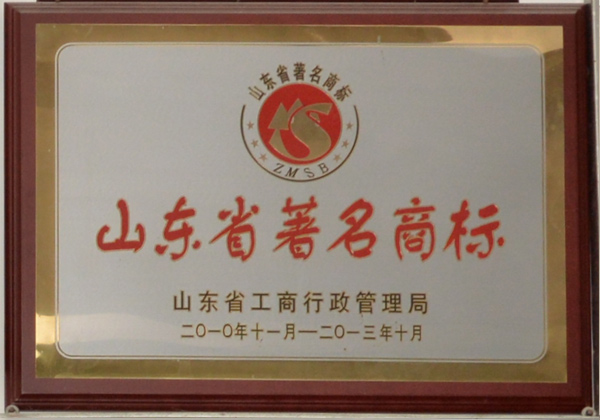 山东省著名商标
ZMSB
山东省著名商标
山东省工商行政管理局
二〇一〇年十一月—二〇一三年十月